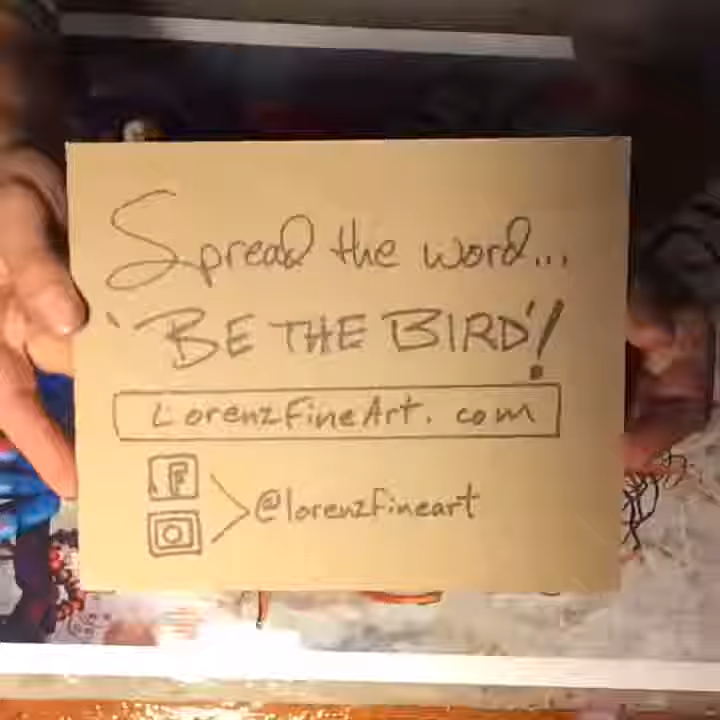 Spread the word...
'BE THE BIRD'!
LorenzFineArt.com
f
@lorenzfineart